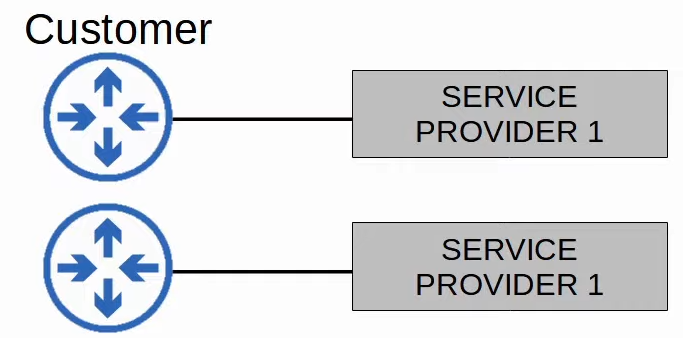 Customer
SERVICE
PROVIDER 1
SERVICE
PROVIDER 1